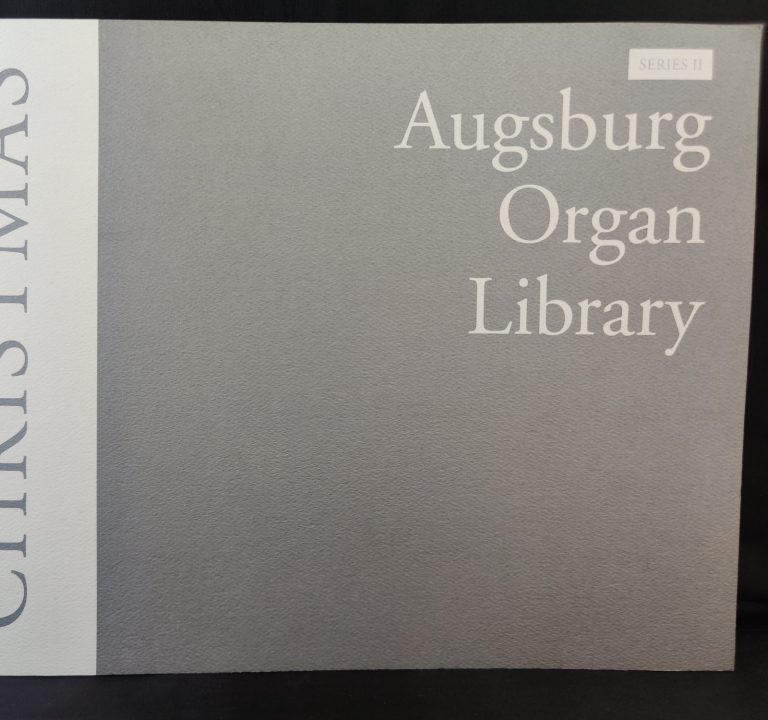 CHRISTMAS
SERIES II
Augsburg
Organ
Library